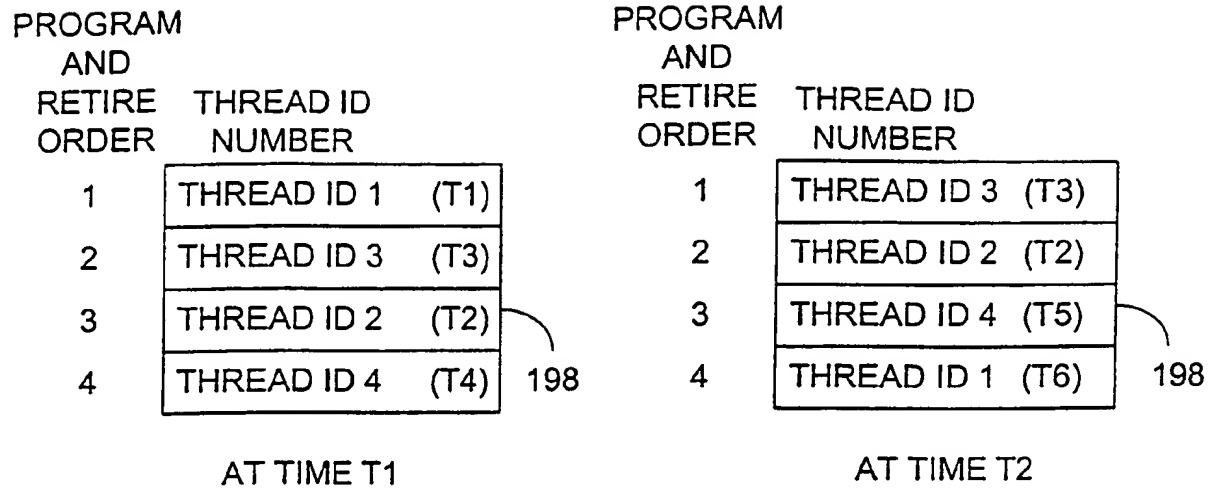 PROGRAM
AND
RETIRE THREAD ID
ORDER NUMBER
1 THREAD ID 1 (T1)
2 THREAD ID 3 (T3)
3 THREAD ID 2 (T2)
4 THREAD ID 4 (T4) 198
AT TIME T1
PROGRAM
AND
RETIRE THREAD ID
ORDER NUMBER
1 THREAD ID 3 (T3)
2 THREAD ID 2 (T2)
3 THREAD ID 4 (T5)
4 THREAD ID 1 (T6) 198
AT TIME T2